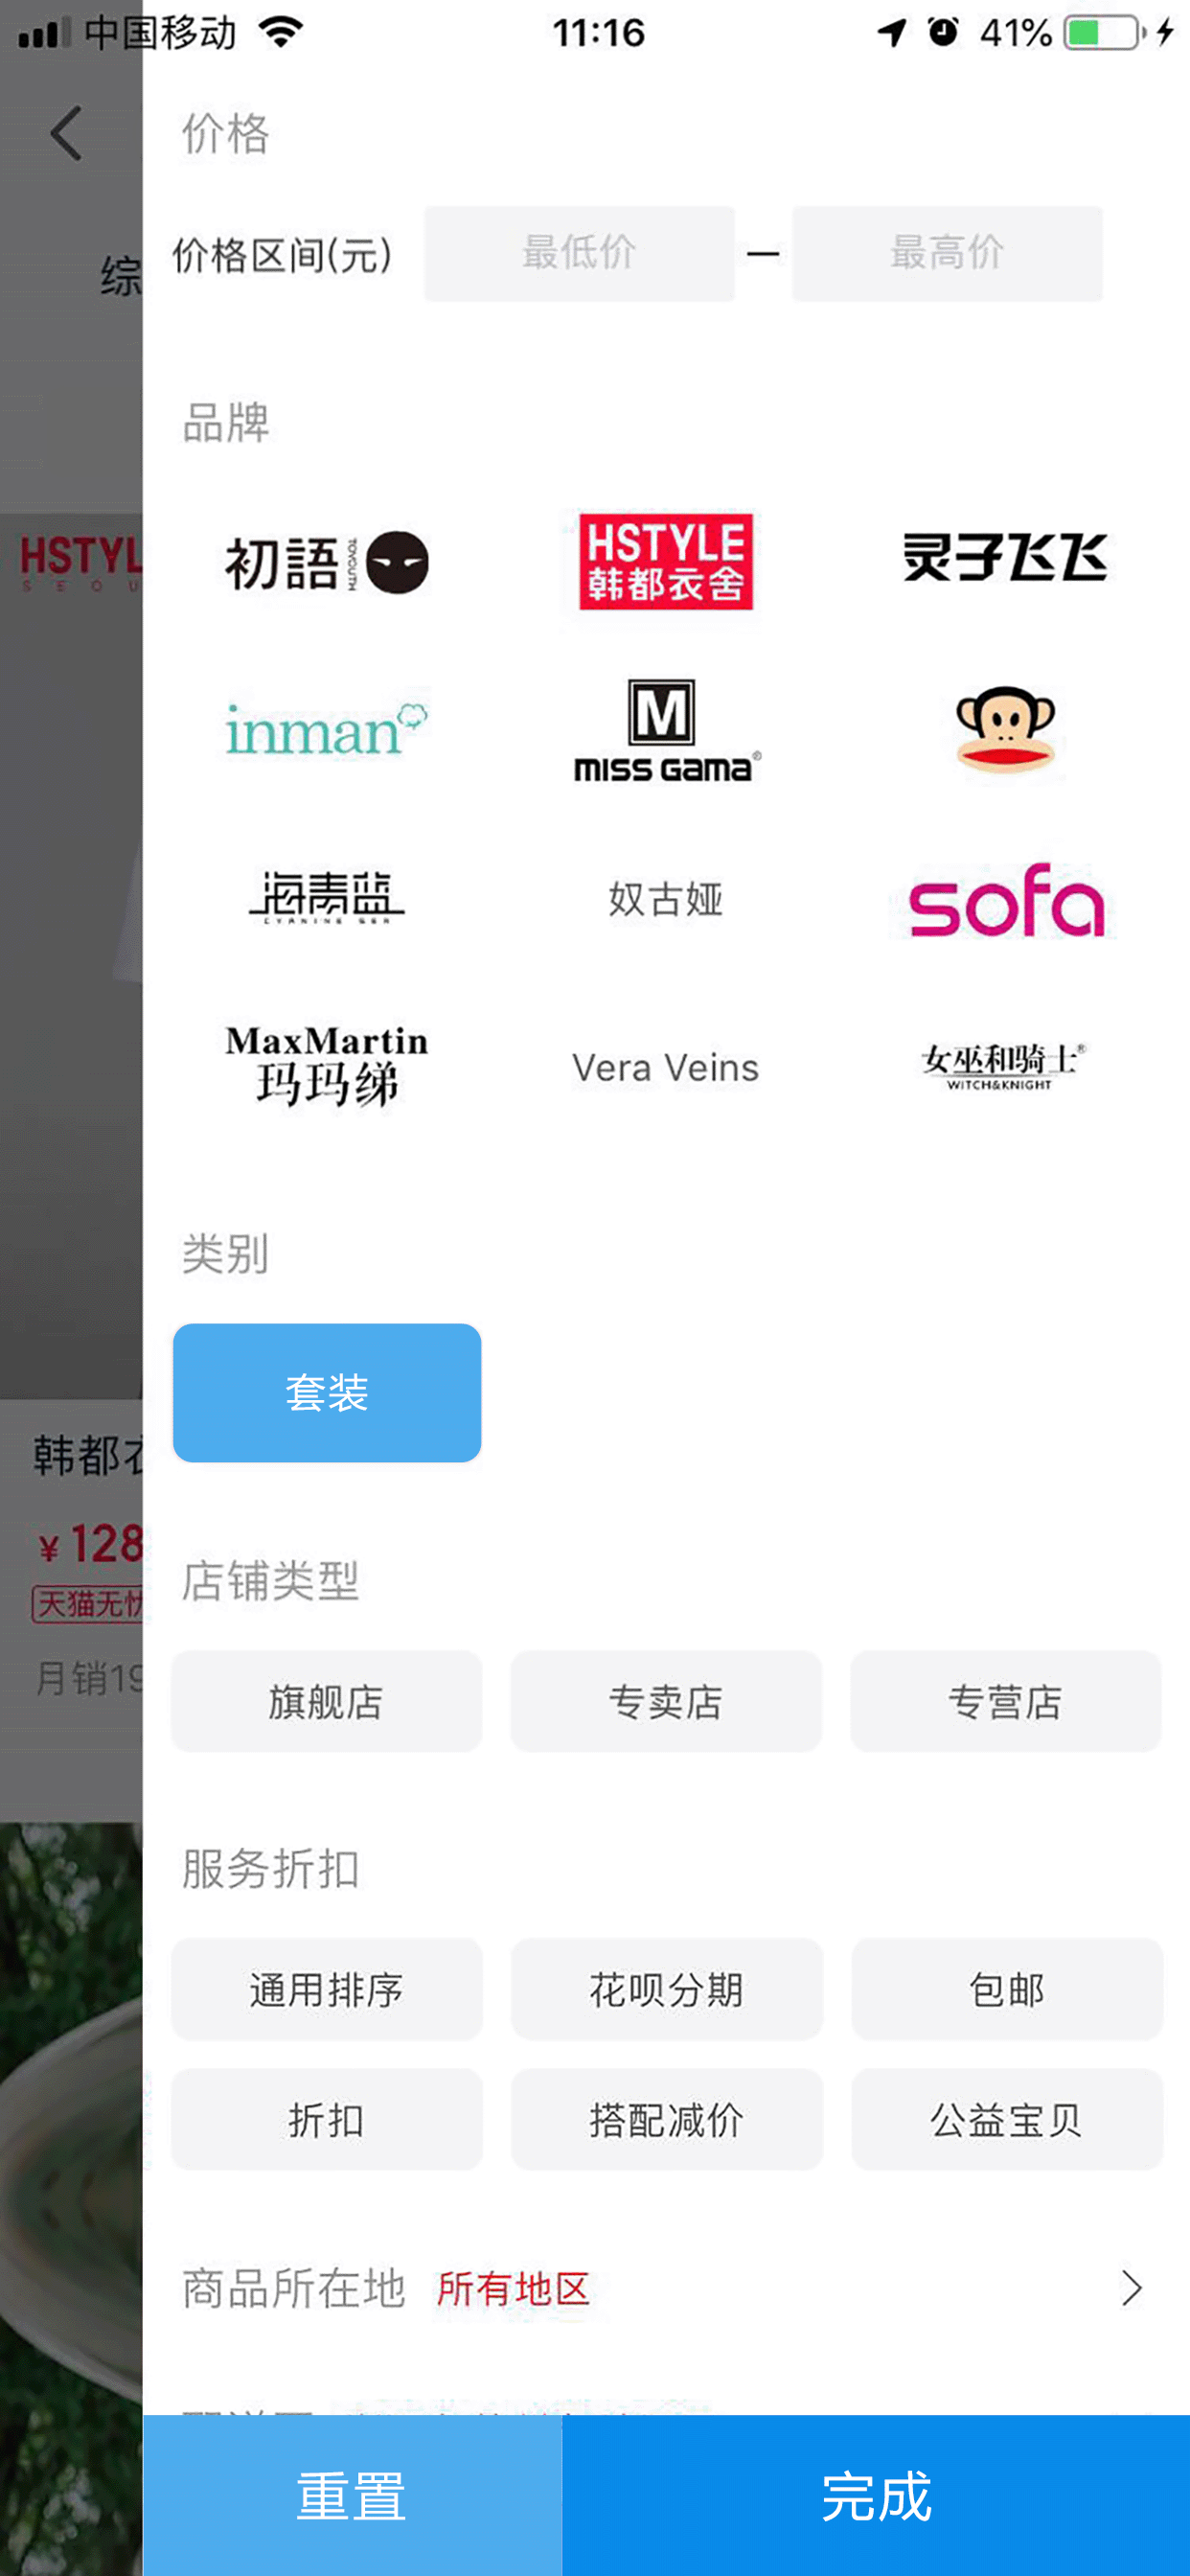 中国移动 11:16 41%
价格
价格区间(元) 最低价 — 最高价
综
品牌
HSTYL
SEOU
初語 TOYOUTH
HSTYLE
韩都衣舍
灵子飞飞
inman
M
MISS GAMA®
海青蓝
CYANINE SEA
奴古娅
sofa
MaxMartin
玛玛绨
Vera Veins
女巫和骑士®
WITCH&KNIGHT
类别
套装
韩都衣
¥128
天猫无忧
月销19
店铺类型
旗舰店 专卖店 专营店
服务折扣
通用排序 花呗分期 包邮
折扣 搭配减价 公益宝贝
商品所在地 所有地区
重置 完成